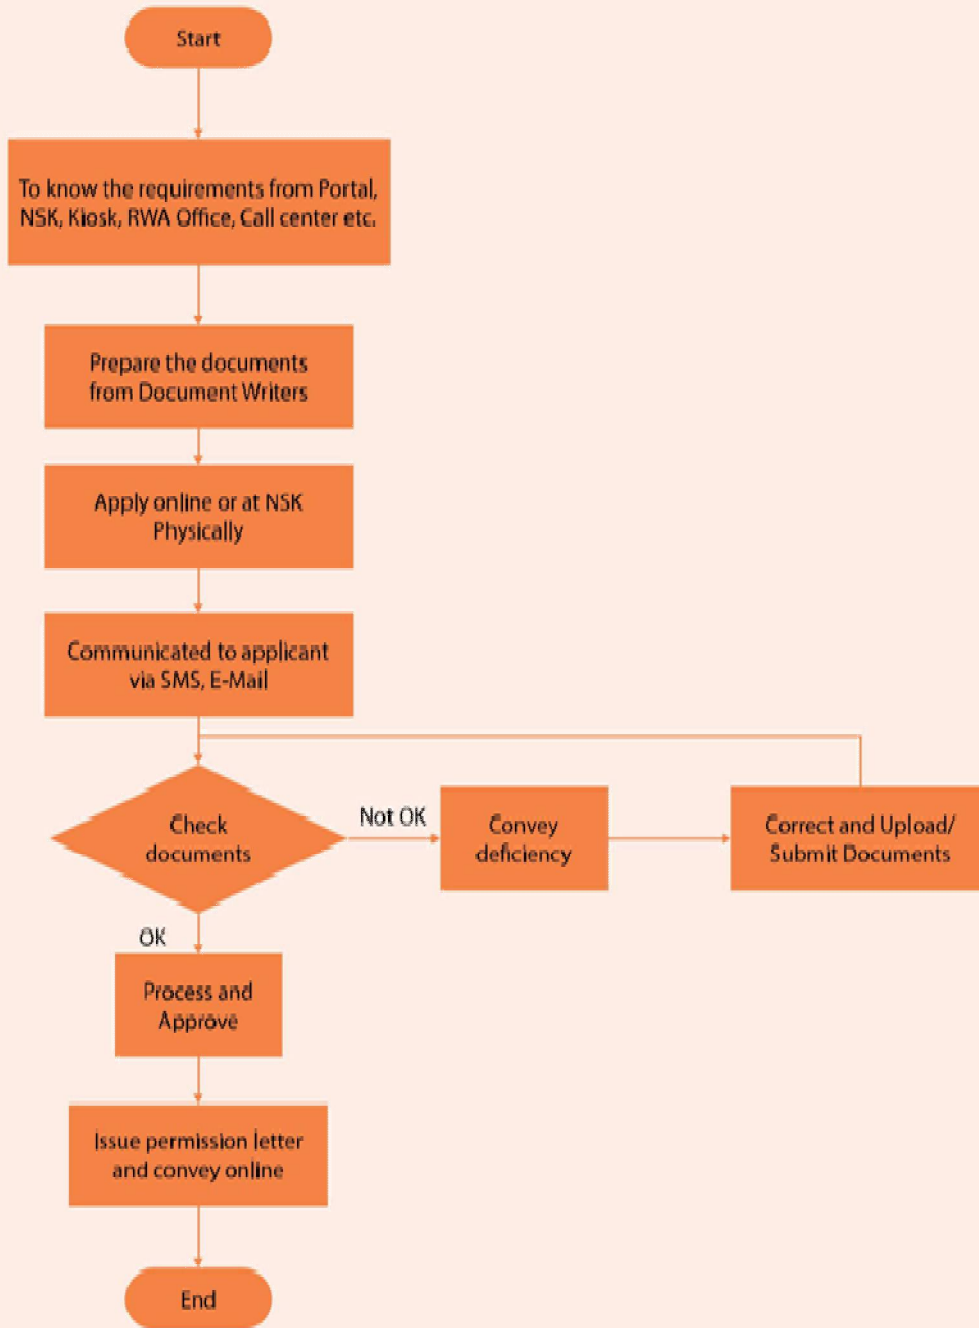 Start
To know the requirements from Portal,
NSK, Kiosk, RWA Office, Call center etc.
Prepare the documents
from Document Writers
Apply online or at NSK
Physically
Communicated to applicant
via SMS, E-Mail
Check
documents
Not OK
Convey
deficiency
Correct and Upload/
Submit Documents
OK
Process and
Approve
Issue permission letter
and convey online
End